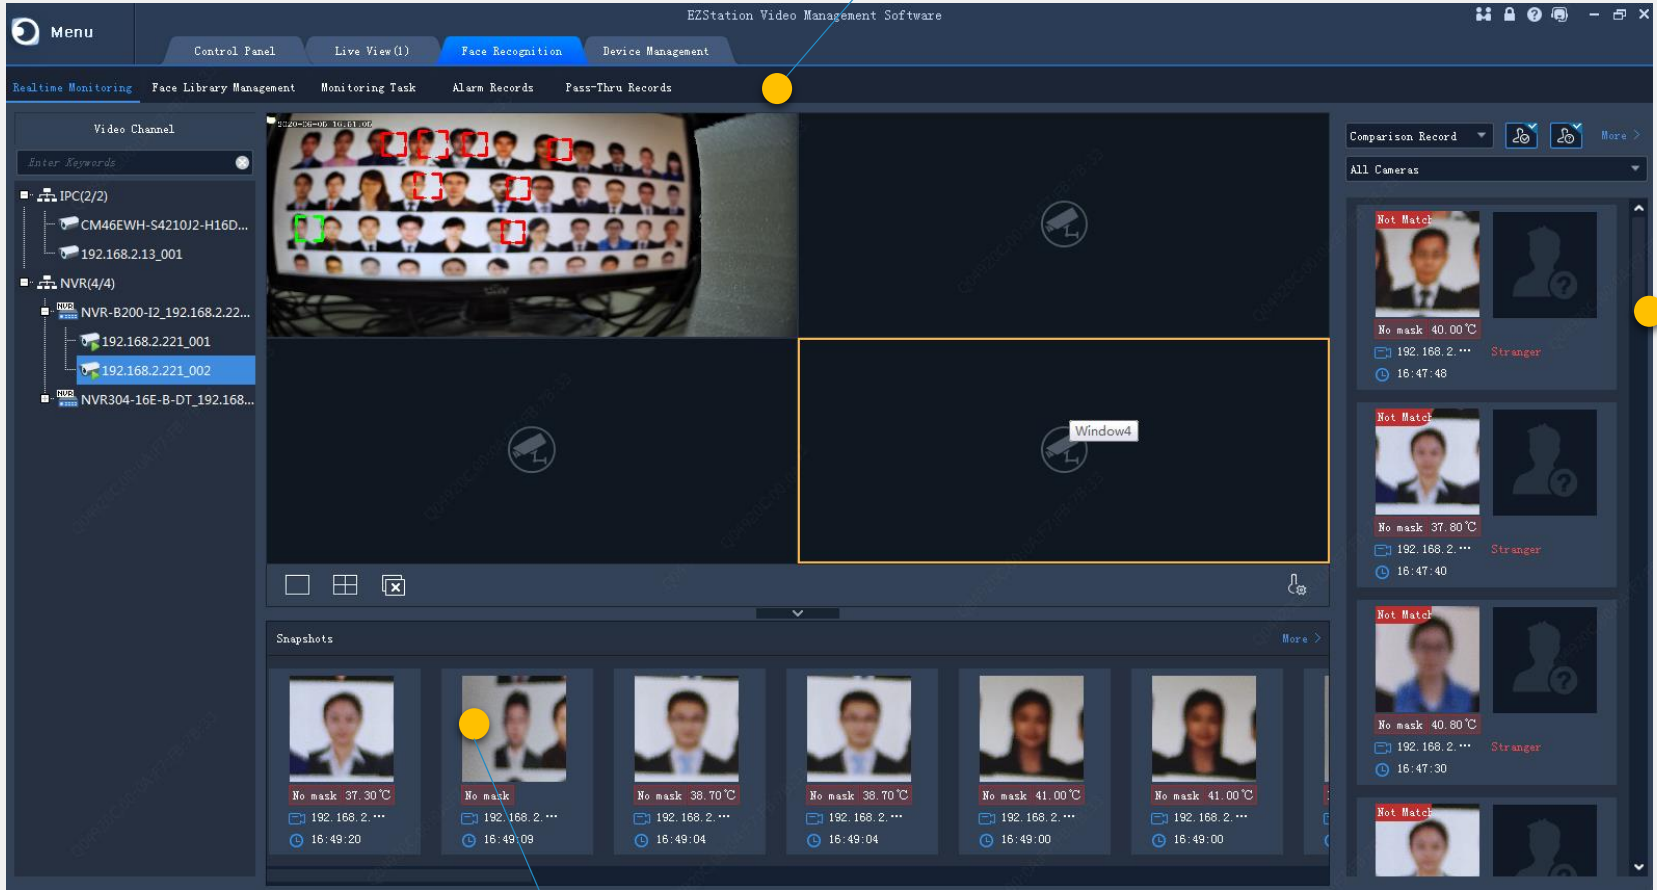 EZStation Video Management Software
Menu
Control Panel
Live View(1)
Face Recognition
Device Management
Realtime Monitoring
Face Library Management
Monitoring Task
Alarm Records
Pass-Thru Records
Video Channel
Enter Keywords
IPC(2/2)
CM46EWH-S4210J2-H16D...
192.168.2.13_001
NVR(4/4)
NVR-B200-I2_192.168.2.22...
192.168.2.221_001
192.168.2.221_002
NVR304-16E-B-DT_192.168...
Window4
Snapshots
More >
No mask 37.30℃
192.168.2.···
16:49:20
No mask
192.168.2.···
16:49:09
No mask 38.70℃
192.168.2.···
16:49:04
No mask 38.70℃
192.168.2.···
16:49:04
No mask 41.00℃
192.168.2.···
16:49:00
No mask 41.00℃
192.168.2.···
16:49:00
Comparison Record
More >
All Cameras
Not Match
No mask 40.00℃
192.168.2.···
Stranger
16:47:48
Not Match
No mask 37.80℃
192.168.2.···
Stranger
16:47:40
Not Match
No mask 40.80℃
192.168.2.···
Stranger
16:47:30
Not Match